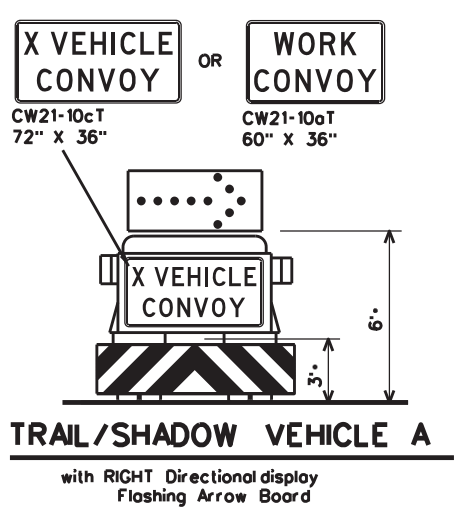 X VEHICLE
CONVOY
OR
WORK
CONVOY
CW21-10cT
72" X 36"
CW21-10aT
60" X 36"
X VEHICLE
CONVOY
6'±
3'±
TRAIL/SHADOW VEHICLE A
with RIGHT Directional display
Flashing Arrow Board